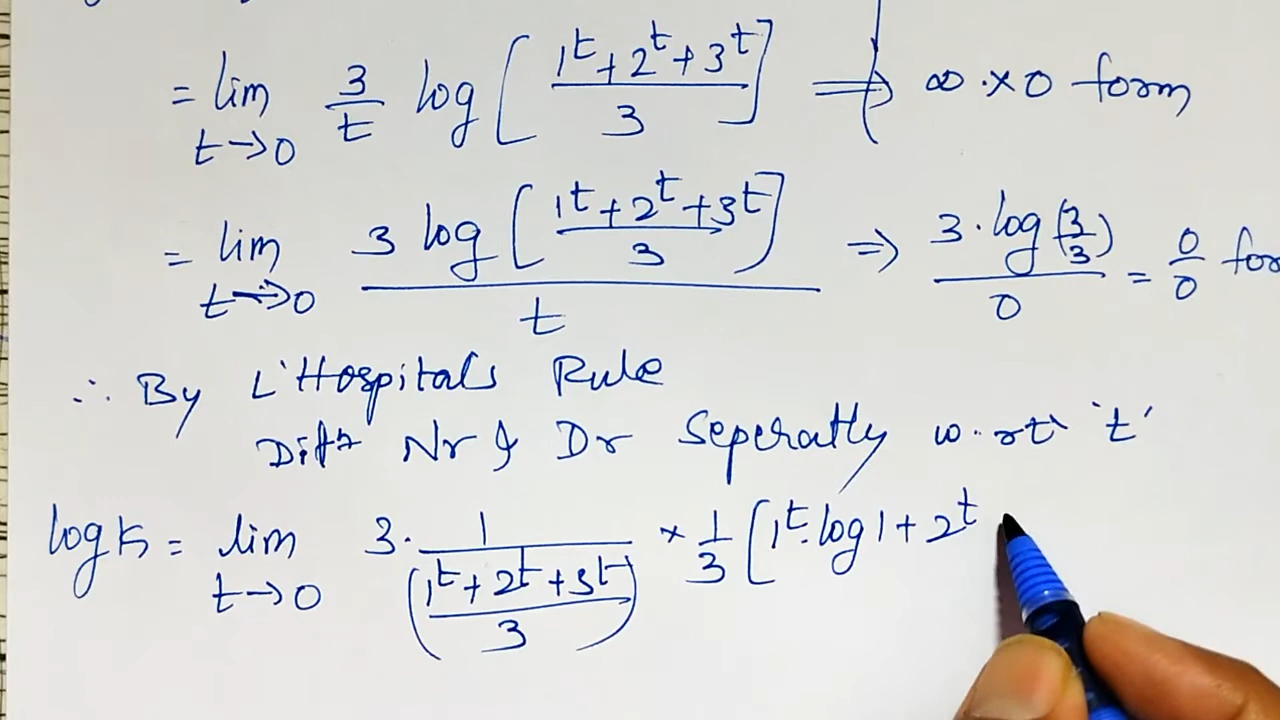 = lim t→0 3/t log [ (1^t + 2^t + 3^t)/3 ] ⟹ ∞ · × 0 form
= lim t→0 3 log [ (1^t + 2^t + 3^t)/3 ] / t ⇒ 3 · log(3/3) / 0 = 0/0 for
∴ By L'Hospitals Rule
Diff Nr & Dr Seperatly w.rt 't'
log k = lim t→0 3 · 1/((1^t + 2^t + 3^t)/3) × 1/3 [ 1^t · log 1 + 2^t